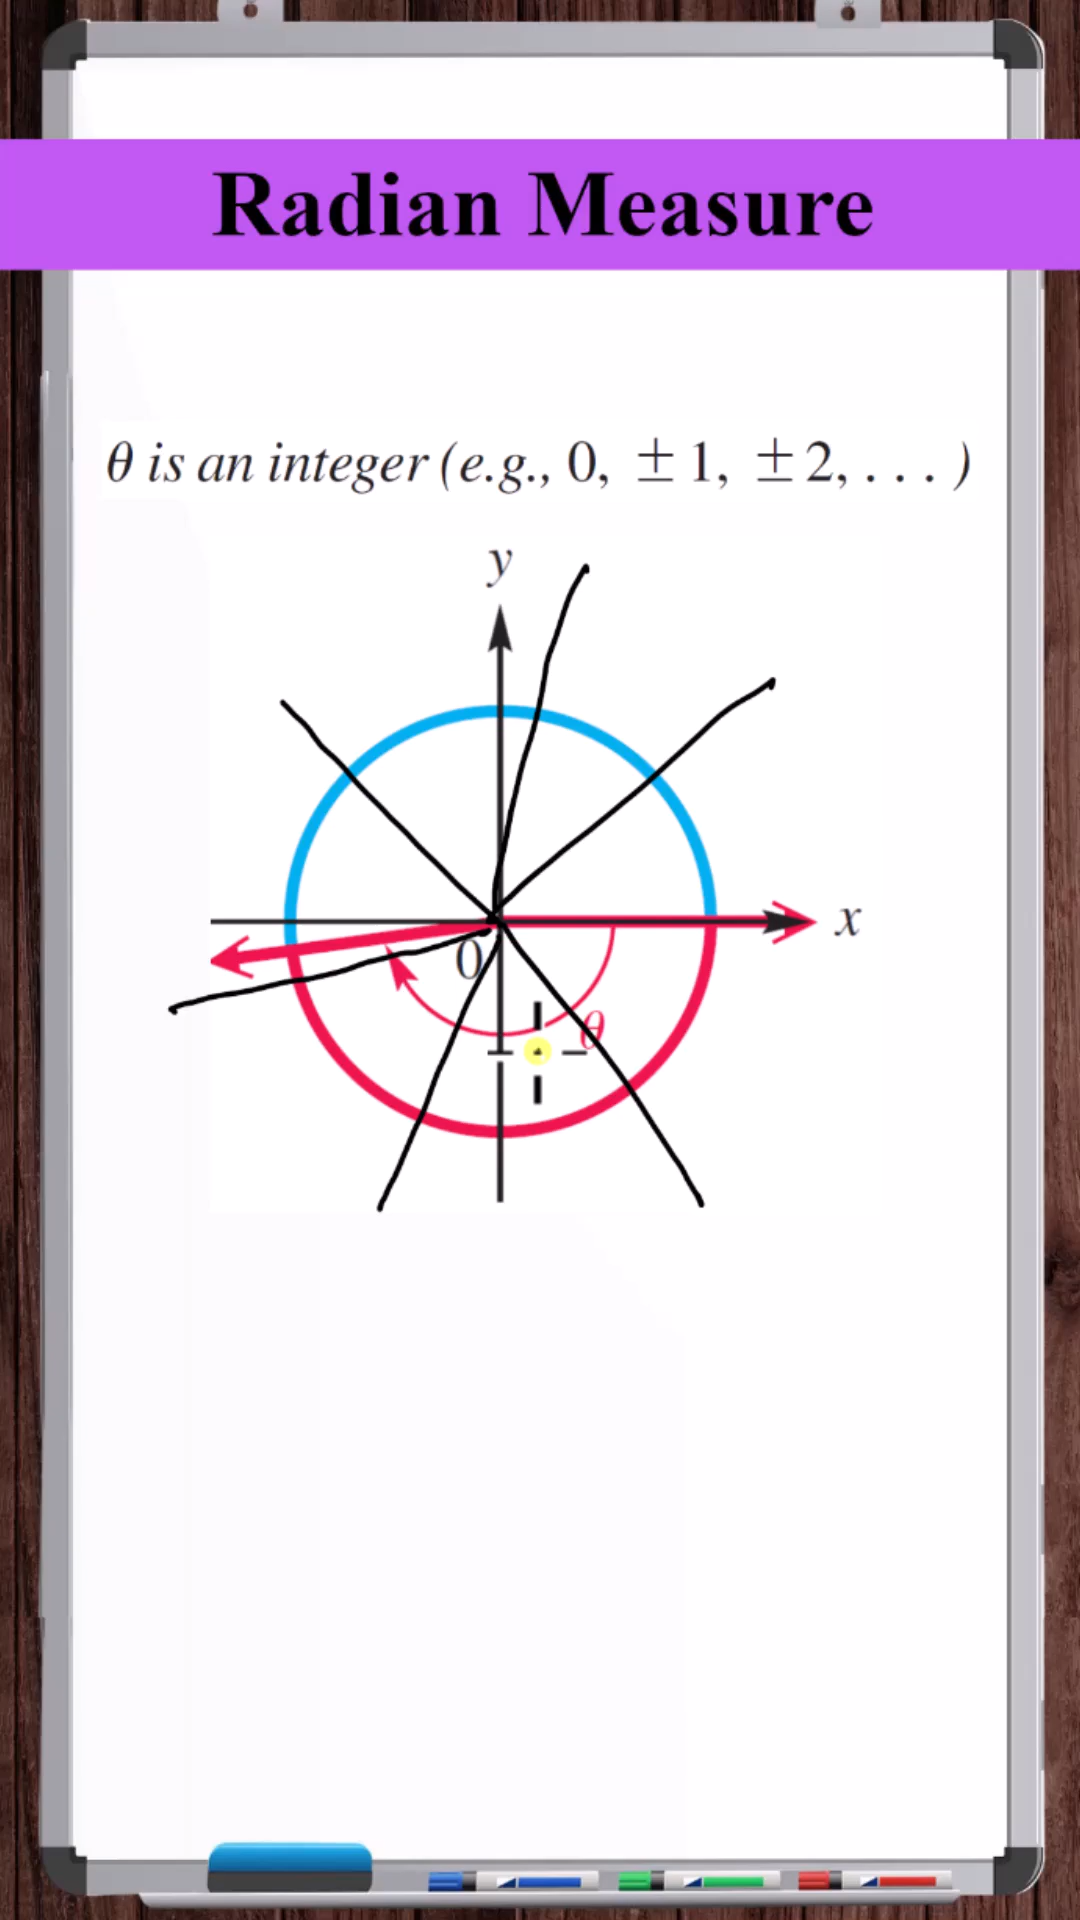 Radian Measure
θ is an integer (e.g., 0, ±1, ±2, . . . )
y
x
0
θ